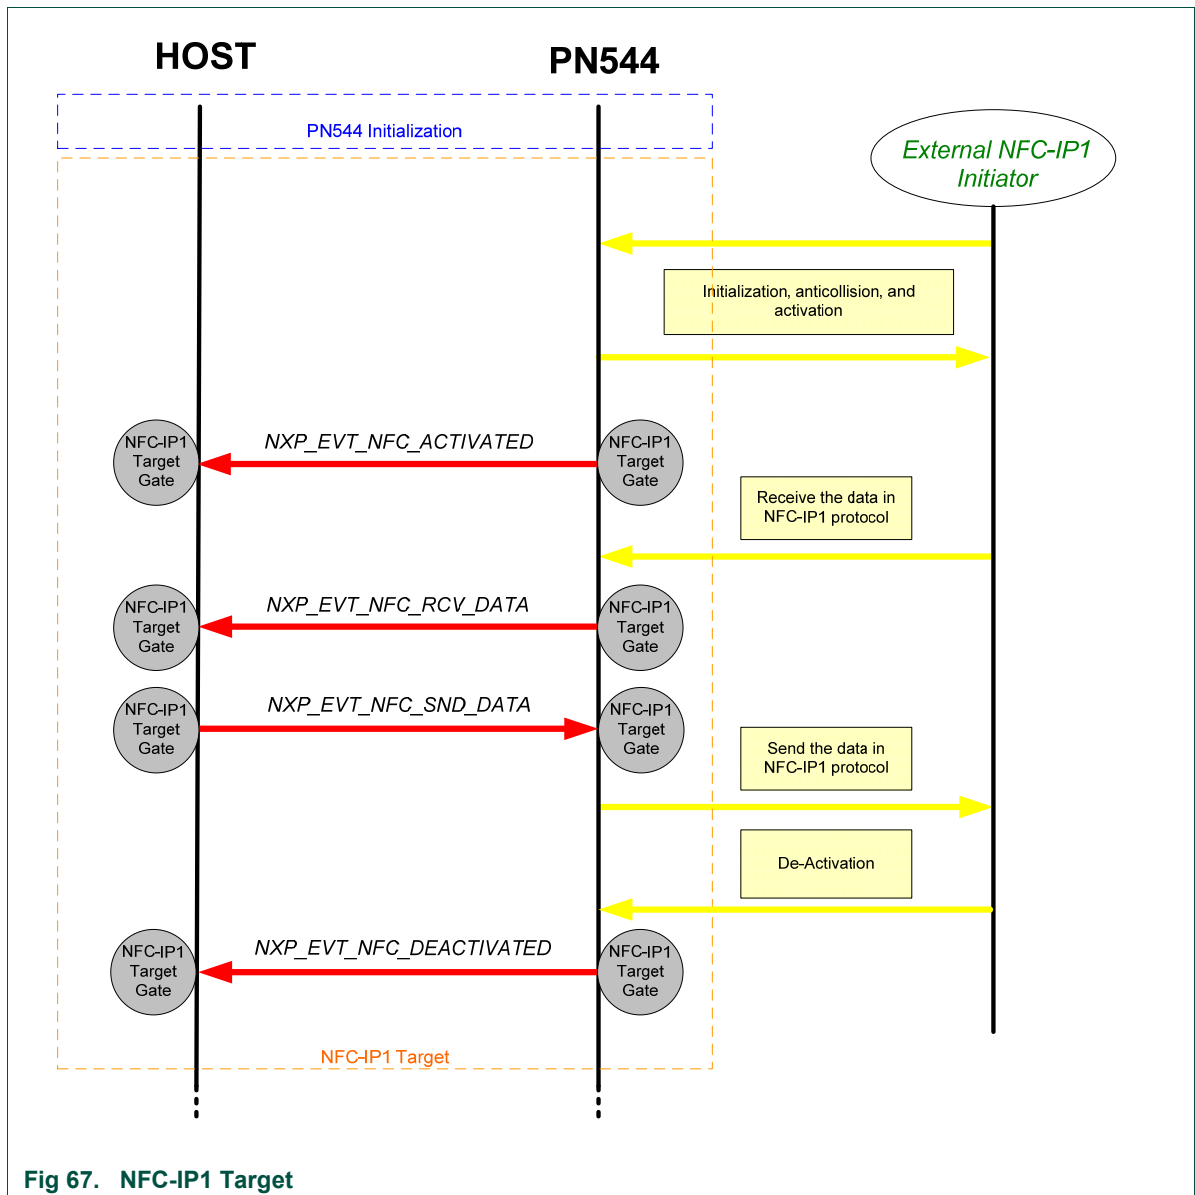 HOST
PN544
PN544 Initialization
External NFC-IP1
Initiator
Initialization, anticollision, and
activation
NFC-IP1
Target
Gate
NXP_EVT_NFC_ACTIVATED
NFC-IP1
Target
Gate
Receive the data in
NFC-IP1 protocol
NFC-IP1
Target
Gate
NXP_EVT_NFC_RCV_DATA
NFC-IP1
Target
Gate
NFC-IP1
Target
Gate
NXP_EVT_NFC_SND_DATA
NFC-IP1
Target
Gate
Send the data in
NFC-IP1 protocol
De-Activation
NFC-IP1
Target
Gate
NXP_EVT_NFC_DEACTIVATED
NFC-IP1
Target
Gate
NFC-IP1 Target
Fig 67. NFC-IP1 Target